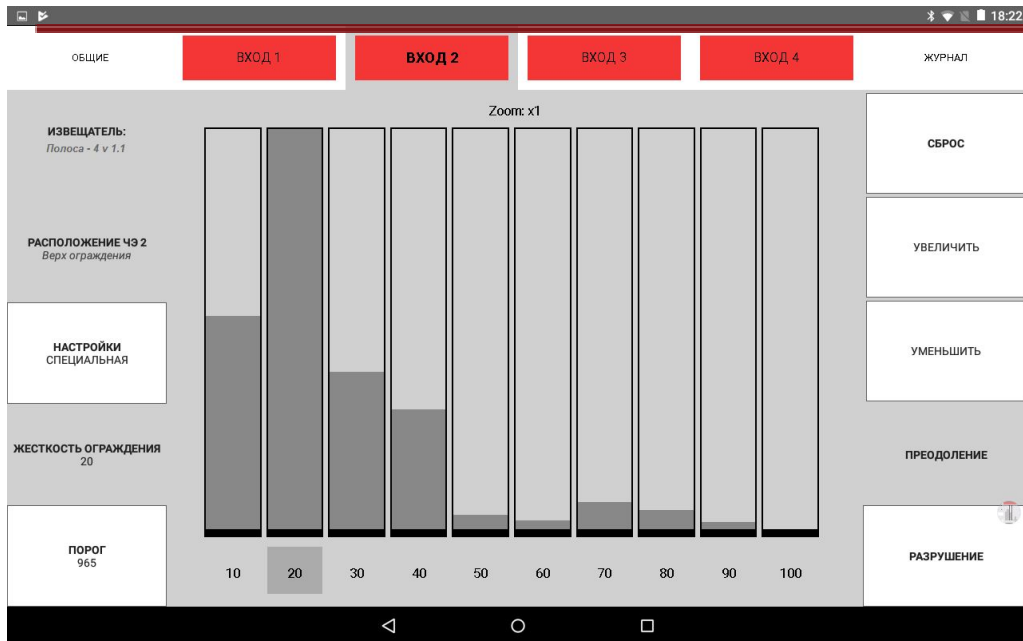 18:22
ОБЩИЕ
ВХОД 1
ВХОД 2
ВХОД 3
ВХОД 4
ЖУРНАЛ
Zoom: x1
ИЗВЕЩАТЕЛЬ:
Полоса - 4 v 1.1
РАСПОЛОЖЕНИЕ ЧЭ 2
Верх ограждения
НАСТРОЙКИ
СПЕЦИАЛЬНАЯ
ЖЕСТКОСТЬ ОГРАЖДЕНИЯ
20
ПОРОГ
965
10 20 30 40 50 60 70 80 90 100
СБРОС
УВЕЛИЧИТЬ
УМЕНЬШИТЬ
ПРЕОДОЛЕНИЕ
РАЗРУШЕНИЕ